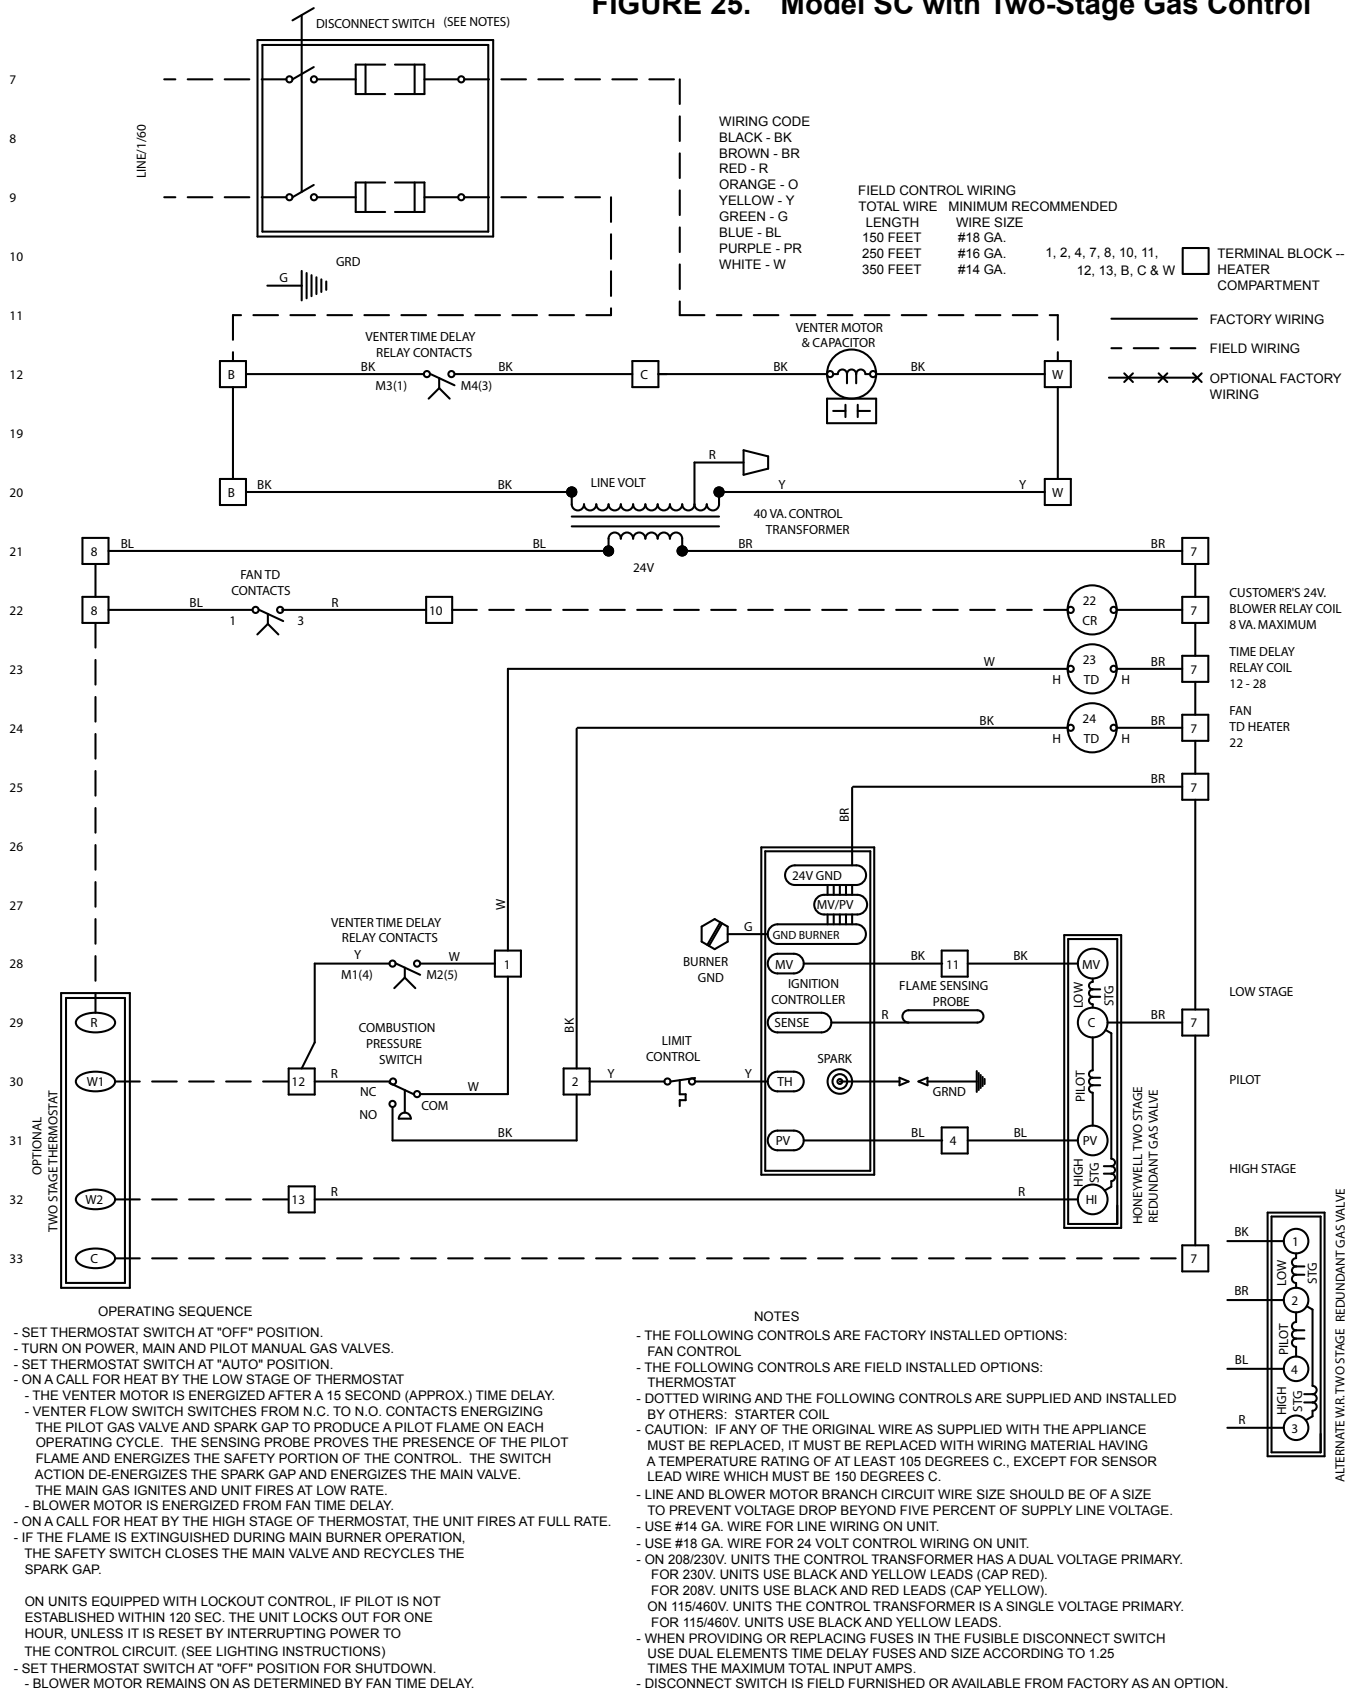 FIGURE 25. Model SC with Two-Stage Gas Control
DISCONNECT SWITCH (SEE NOTES)
7
8
9
10
11
12
19
20
21
22
23
24
25
26
27
28
29
30
31
32
33
LINE/1/60
G
GRD
WIRING CODE
BLACK - BK
BROWN - BR
RED - R
ORANGE - O
YELLOW - Y
GREEN - G
BLUE - BL
PURPLE - PR
WHITE - W
FIELD CONTROL WIRING
TOTAL WIRE MINIMUM RECOMMENDED
LENGTH WIRE SIZE
150 FEET #18 GA.
250 FEET #16 GA.
350 FEET #14 GA.
1, 2, 4, 7, 8, 10, 11,
12, 13, B, C & W
TERMINAL BLOCK --
HEATER
COMPARTMENT
FACTORY WIRING
FIELD WIRING
OPTIONAL FACTORY
WIRING
VENTER TIME DELAY
RELAY CONTACTS
B BK M3(1) M4(3) BK C BK
VENTER MOTOR
& CAPACITOR
BK W
B BK BK LINE VOLT R Y Y W
40 VA. CONTROL
TRANSFORMER
24V
8 BL BL BR BR 7
FAN TD
CONTACTS
8 BL 1 3 R 10 22 CR 7
CUSTOMER'S 24V.
BLOWER RELAY COIL
8 VA. MAXIMUM
W H 23 TD H BR 7
TIME DELAY
RELAY COIL
12 - 28
BK H 24 TD H BR 7
FAN
TD HEATER
22
BR 7
BR
24V GND
MV/PV
GND BURNER
G
BURNER
GND
W
VENTER TIME DELAY
RELAY CONTACTS
Y M1(4) M2(5) W 1
MV BK 11 BK MV
IGNITION
CONTROLLER
FLAME SENSING
PROBE
LOW
STG
LOW STAGE
R
SENSE R C BR 7
COMBUSTION
PRESSURE
SWITCH
BK
LIMIT
CONTROL
SPARK
W1 12 R NC COM W
NO
2 Y Y TH
GRND
PILOT
PILOT
BK
PV BL 4 BL PV
HIGH
STG
HIGH STAGE
W2 13 R R HI
C 7
OPTIONAL
TWO STAGE THERMOSTAT
HONEYWELL TWO STAGE
REDUNDANT GAS VALVE
BK 1
LOW
STG
BR 2
PILOT
BL 4
HIGH
STG
R 3
ALTERNATE W.R. TWO STAGE REDUNDANT GAS VALVE
OPERATING SEQUENCE
- SET THERMOSTAT SWITCH AT "OFF" POSITION.
- TURN ON POWER, MAIN AND PILOT MANUAL GAS VALVES.
- SET THERMOSTAT SWITCH AT "AUTO" POSITION.
- ON A CALL FOR HEAT BY THE LOW STAGE OF THERMOSTAT
- THE VENTER MOTOR IS ENERGIZED AFTER A 15 SECOND (APPROX.) TIME DELAY.
- VENTER FLOW SWITCH SWITCHES FROM N.C. TO N.O. CONTACTS ENERGIZING
THE PILOT GAS VALVE AND SPARK GAP TO PRODUCE A PILOT FLAME ON EACH
OPERATING CYCLE. THE SENSING PROBE PROVES THE PRESENCE OF THE PILOT
FLAME AND ENERGIZES THE SAFETY PORTION OF THE CONTROL. THE SWITCH
ACTION DE-ENERGIZES THE SPARK GAP AND ENERGIZES THE MAIN VALVE.
THE MAIN GAS IGNITES AND UNIT FIRES AT LOW RATE.
- BLOWER MOTOR IS ENERGIZED FROM FAN TIME DELAY.
- ON A CALL FOR HEAT BY THE HIGH STAGE OF THERMOSTAT, THE UNIT FIRES AT FULL RATE.
- IF THE FLAME IS EXTINGUISHED DURING MAIN BURNER OPERATION,
THE SAFETY SWITCH CLOSES THE MAIN VALVE AND RECYCLES THE
SPARK GAP.
ON UNITS EQUIPPED WITH LOCKOUT CONTROL, IF PILOT IS NOT
ESTABLISHED WITHIN 120 SEC. THE UNIT LOCKS OUT FOR ONE
HOUR, UNLESS IT IS RESET BY INTERRUPTING POWER TO
THE CONTROL CIRCUIT. (SEE LIGHTING INSTRUCTIONS)
- SET THERMOSTAT SWITCH AT "OFF" POSITION FOR SHUTDOWN.
- BLOWER MOTOR REMAINS ON AS DETERMINED BY FAN TIME DELAY.
NOTES
- THE FOLLOWING CONTROLS ARE FACTORY INSTALLED OPTIONS:
FAN CONTROL
- THE FOLLOWING CONTROLS ARE FIELD INSTALLED OPTIONS:
THERMOSTAT
- DOTTED WIRING AND THE FOLLOWING CONTROLS ARE SUPPLIED AND INSTALLED
BY OTHERS: STARTER COIL
- CAUTION: IF ANY OF THE ORIGINAL WIRE AS SUPPLIED WITH THE APPLIANCE
MUST BE REPLACED, IT MUST BE REPLACED WITH WIRING MATERIAL HAVING
A TEMPERATURE RATING OF AT LEAST 105 DEGREES C., EXCEPT FOR SENSOR
LEAD WIRE WHICH MUST BE 150 DEGREES C.
- LINE AND BLOWER MOTOR BRANCH CIRCUIT WIRE SIZE SHOULD BE OF A SIZE
TO PREVENT VOLTAGE DROP BEYOND FIVE PERCENT OF SUPPLY LINE VOLTAGE.
- USE #14 GA. WIRE FOR LINE WIRING ON UNIT.
- USE #18 GA. WIRE FOR 24 VOLT CONTROL WIRING ON UNIT.
- ON 208/230V. UNITS THE CONTROL TRANSFORMER HAS A DUAL VOLTAGE PRIMARY.
FOR 230V. UNITS USE BLACK AND YELLOW LEADS (CAP RED).
FOR 208V. UNITS USE BLACK AND RED LEADS (CAP YELLOW).
ON 115/460V. UNITS THE CONTROL TRANSFORMER IS A SINGLE VOLTAGE PRIMARY.
FOR 115/460V. UNITS USE BLACK AND YELLOW LEADS.
- WHEN PROVIDING OR REPLACING FUSES IN THE FUSIBLE DISCONNECT SWITCH
USE DUAL ELEMENTS TIME DELAY FUSES AND SIZE ACCORDING TO 1.25
TIMES THE MAXIMUM TOTAL INPUT AMPS.
- DISCONNECT SWITCH IS FIELD FURNISHED OR AVAILABLE FROM FACTORY AS AN OPTION.